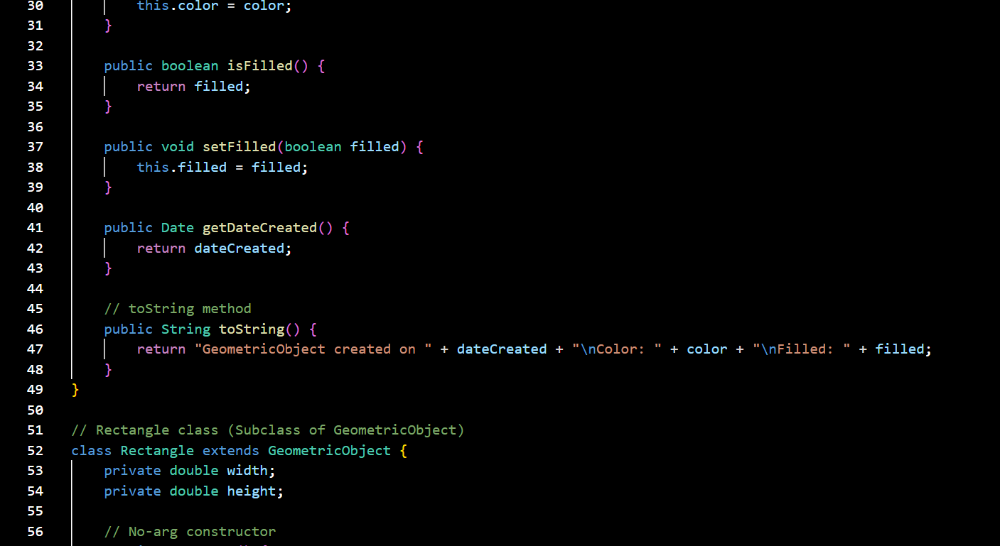 30 this.color = color;
31 }
32
33 public boolean isFilled() {
34 return filled;
35 }
36
37 public void setFilled(boolean filled) {
38 this.filled = filled;
39 }
40
41 public Date getDateCreated() {
42 return dateCreated;
43 }
44
45 // toString method
46 public String toString() {
47 return "GeometricObject created on " + dateCreated + "\nColor: " + color + "\nFilled: " + filled;
48 }
49 }
50
51 // Rectangle class (Subclass of GeometricObject)
52 class Rectangle extends GeometricObject {
53 private double width;
54 private double height;
55
56 // No-arg constructor